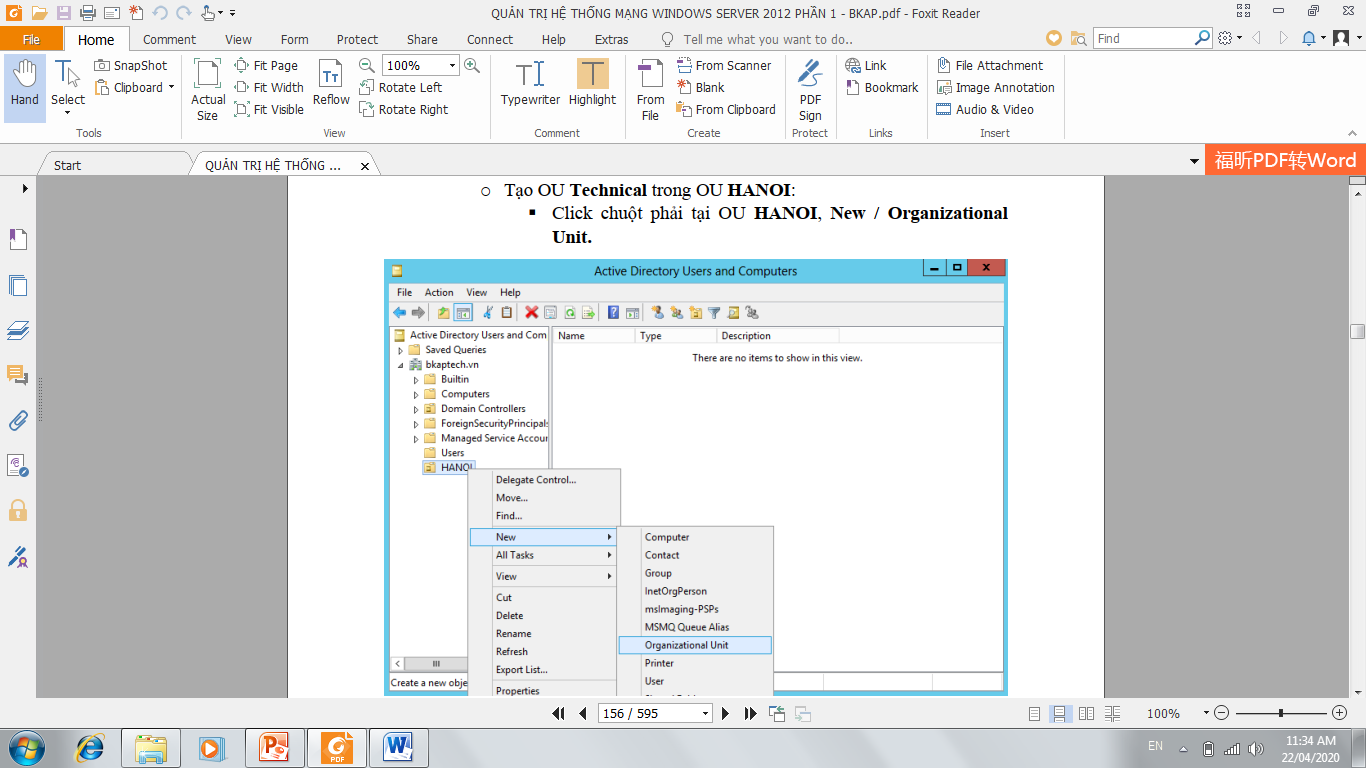 QUẢN TRỊ HỆ THỐNG MẠNG WINDOWS SERVER 2012 PHẦN 1 - BKAP.pdf - Foxit Reader
File Home Comment View Form Protect Share Connect Help Extras Tell me what you want to do.. Find
Hand
Select
SnapShot
Clipboard
Tools
Actual Size
Fit Page
Fit Width
Fit Visible
Reflow
100%
Rotate Left
Rotate Right
View
Typewriter
Highlight
Comment
From File
From Scanner
Blank
From Clipboard
Create
PDF Sign
Protect
Link
Bookmark
Links
File Attachment
Image Annotation
Audio & Video
Insert
Start
QUẢN TRỊ HỆ THỐNG ...
福昕PDF转Word
o Tạo OU Technical trong OU HANOI:
▪ Click chuột phải tại OU HANOI, New / Organizational
Unit.
Active Directory Users and Computers
File Action View Help
Active Directory Users and Com
Saved Queries
bkaptech.vn
Builtin
Computers
Domain Controllers
ForeignSecurityPrincipals
Managed Service Accour
Users
HANOI
Name Type Description
There are no items to show in this view.
Delegate Control...
Move...
Find...
New
All Tasks
View
Cut
Delete
Rename
Refresh
Export List...
Properties
Computer
Contact
Group
InetOrgPerson
msImaging-PSPs
MSMQ Queue Alias
Organizational Unit
Printer
User
Create a new obje
156 / 595
100%
EN
11:34 AM
22/04/2020